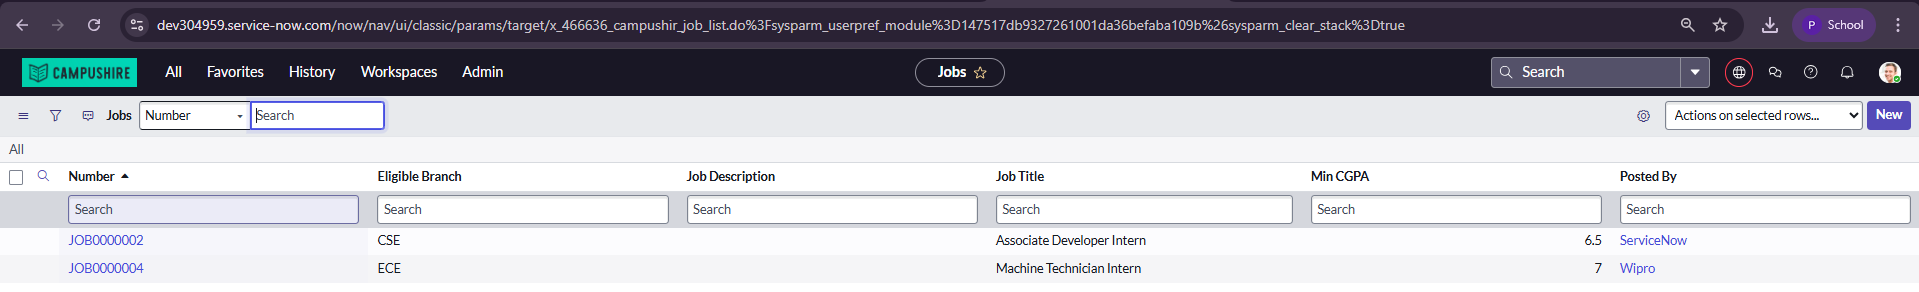 dev304959.service-now.com/now/nav/ui/classic/params/target/x_466636_campushir_job_list.do%3Fsysparm_userpref_module%3D147517db9327261001da36befaba109b%26sysparm_clear_stack%3Dtrue
P School
CAMPUSHIRE All Favorites History Workspaces Admin Jobs Search
Jobs Number Search Actions on selected rows... New
All
Number Eligible Branch Job Description Job Title Min CGPA Posted By
Search Search Search Search Search Search
JOB0000002 CSE Associate Developer Intern 6.5 ServiceNow
JOB0000004 ECE Machine Technician Intern 7 Wipro